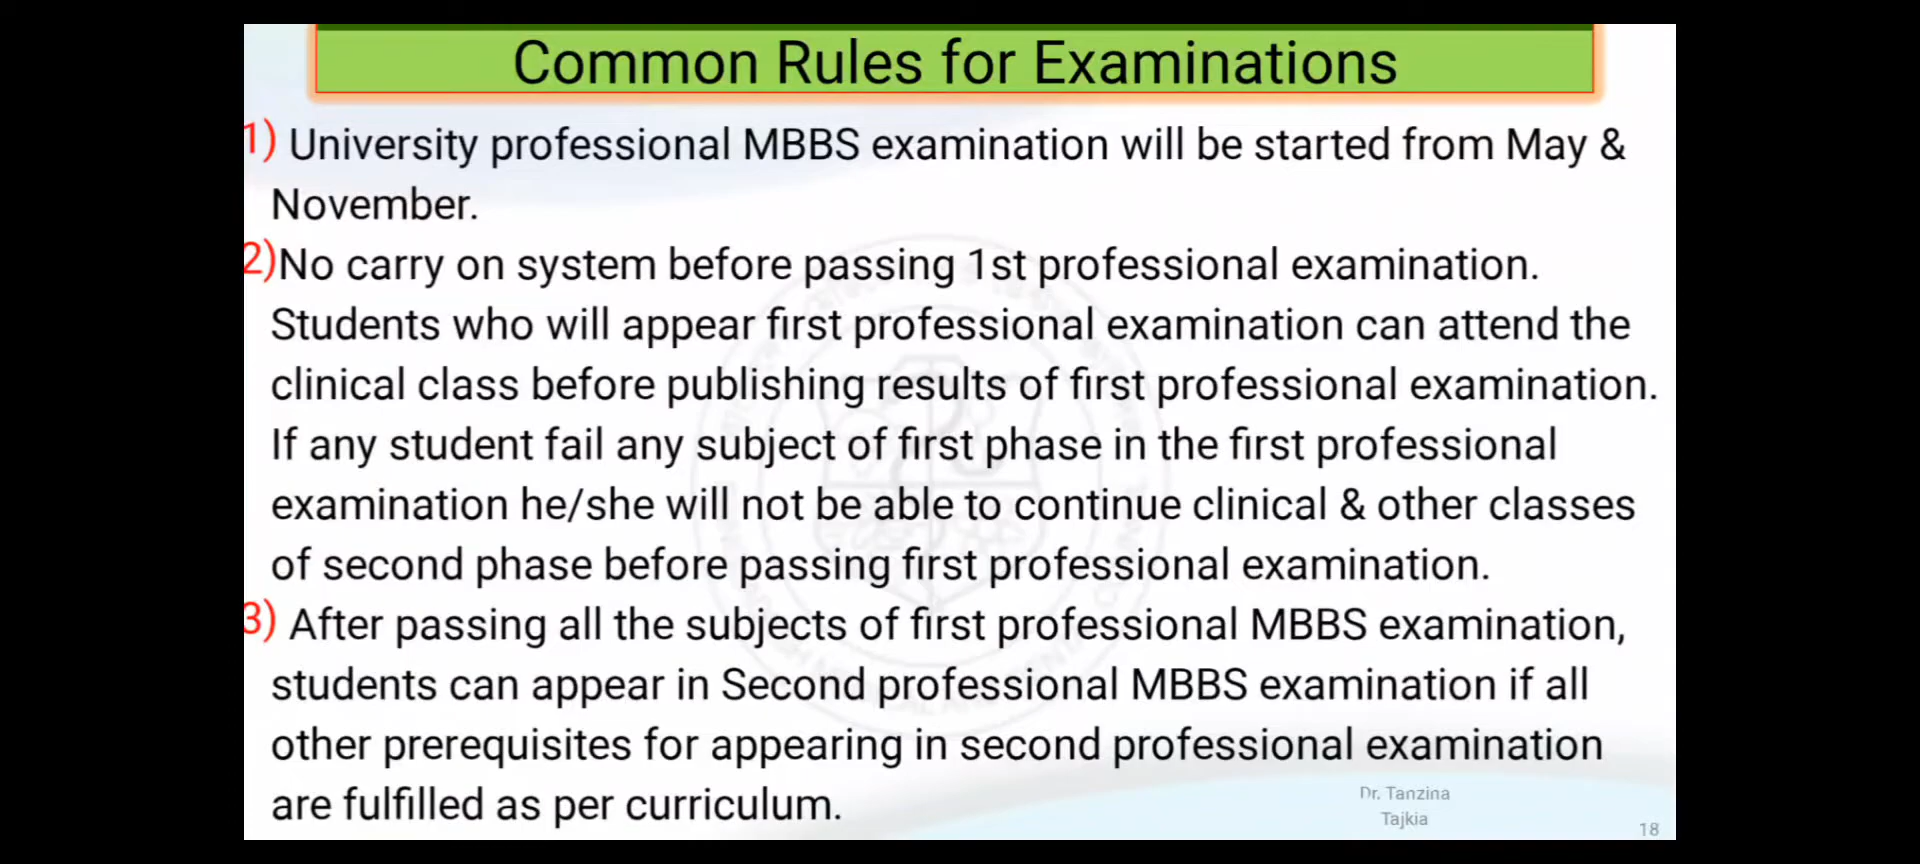 Common Rules for Examinations
1) University professional MBBS examination will be started from May &
November.
2)No carry on system before passing 1st professional examination.
Students who will appear first professional examination can attend the
clinical class before publishing results of first professional examination.
If any student fail any subject of first phase in the first professional
examination he/she will not be able to continue clinical & other classes
of second phase before passing first professional examination.
3) After passing all the subjects of first professional MBBS examination,
students can appear in Second professional MBBS examination if all
other prerequisites for appearing in second professional examination
are fulfilled as per curriculum.
Dr. Tanzina
Tajkia
18